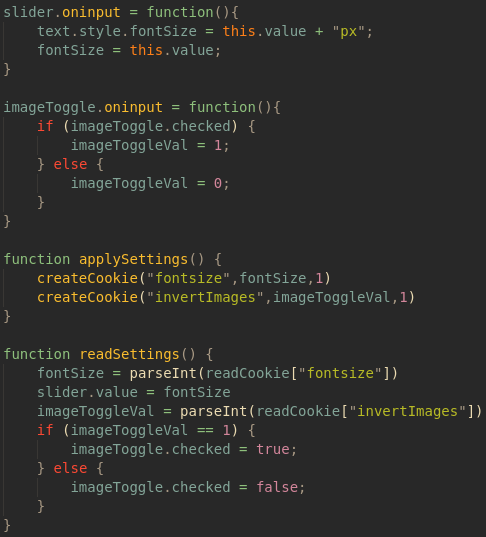 slider.oninput = function(){
    text.style.fontSize = this.value + "px";
    fontSize = this.value;
}

imageToggle.oninput = function(){
    if (imageToggle.checked) {
        imageToggleVal = 1;
    } else {
        imageToggleVal = 0;
    }
}

function applySettings() {
    createCookie("fontsize",fontSize,1)
    createCookie("invertImages",imageToggleVal,1)
}

function readSettings() {
    fontSize = parseInt(readCookie["fontsize"])
    slider.value = fontSize
    imageToggleVal = parseInt(readCookie["invertImages"])
    if (imageToggleVal == 1) {
        imageToggle.checked = true;
    } else {
        imageToggle.checked = false;
    }
}